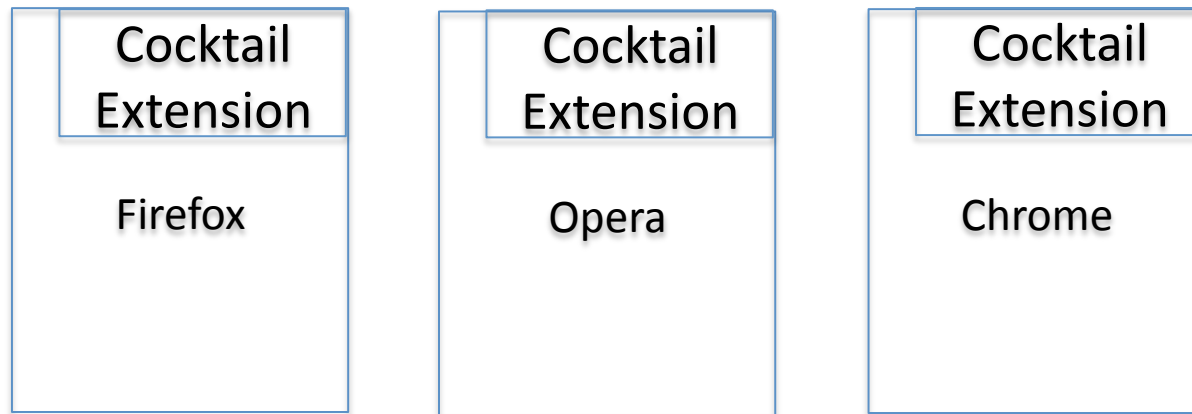 Cocktail
Extension
Firefox
Cocktail
Extension
Opera
Cocktail
Extension
Chrome